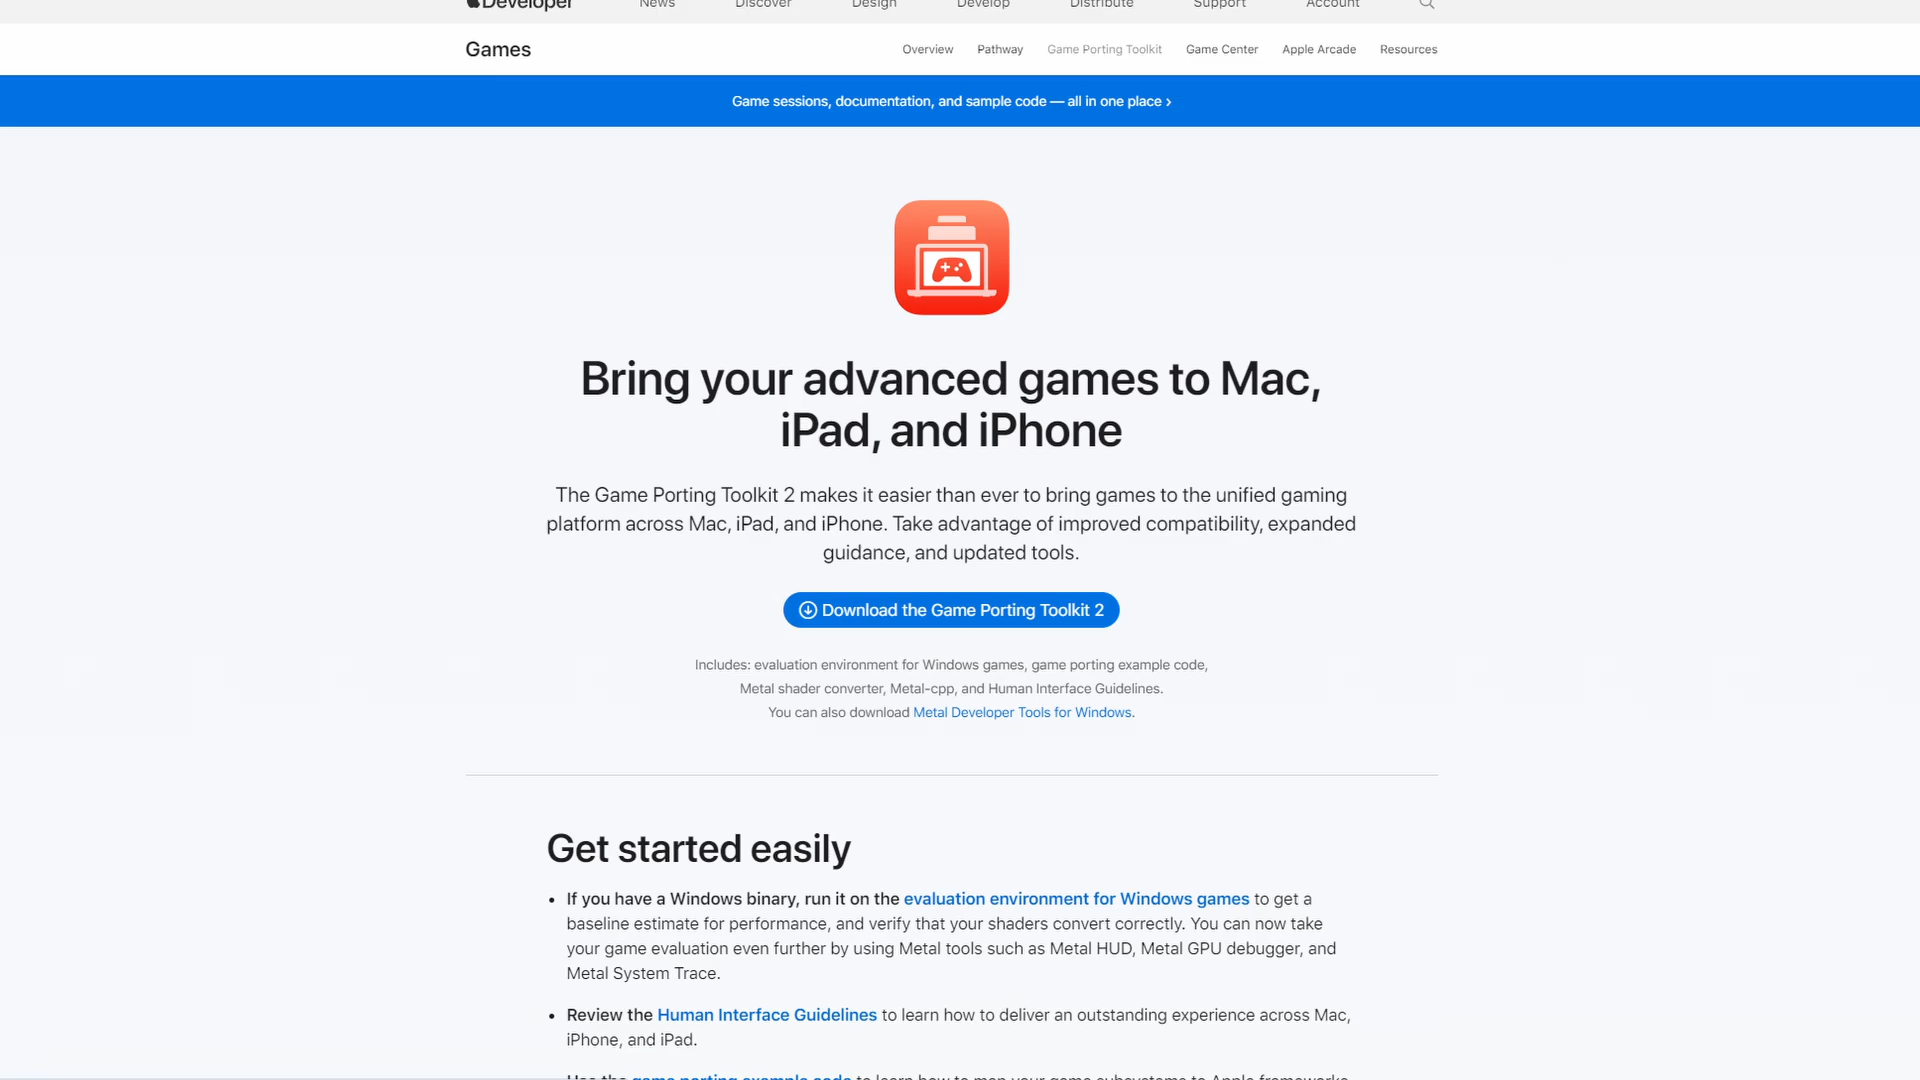 Developer
News
Discover
Design
Develop
Distribute
Support
Account
Games
Overview
Pathway
Game Porting Toolkit
Game Center
Apple Arcade
Resources
Game sessions, documentation, and sample code — all in one place ›
Bring your advanced games to Mac,
iPad, and iPhone
The Game Porting Toolkit 2 makes it easier than ever to bring games to the unified gaming
platform across Mac, iPad, and iPhone. Take advantage of improved compatibility, expanded
guidance, and updated tools.
Download the Game Porting Toolkit 2
Includes: evaluation environment for Windows games, game porting example code,
Metal shader converter, Metal-cpp, and Human Interface Guidelines.
You can also download Metal Developer Tools for Windows.
Get started easily
• If you have a Windows binary, run it on the evaluation environment for Windows games to get a
baseline estimate for performance, and verify that your shaders convert correctly. You can now take
your game evaluation even further by using Metal tools such as Metal HUD, Metal GPU debugger, and
Metal System Trace.
• Review the Human Interface Guidelines to learn how to deliver an outstanding experience across Mac,
iPhone, and iPad.
Use the game porting example code to learn how to map your game subsystems to Apple frameworks